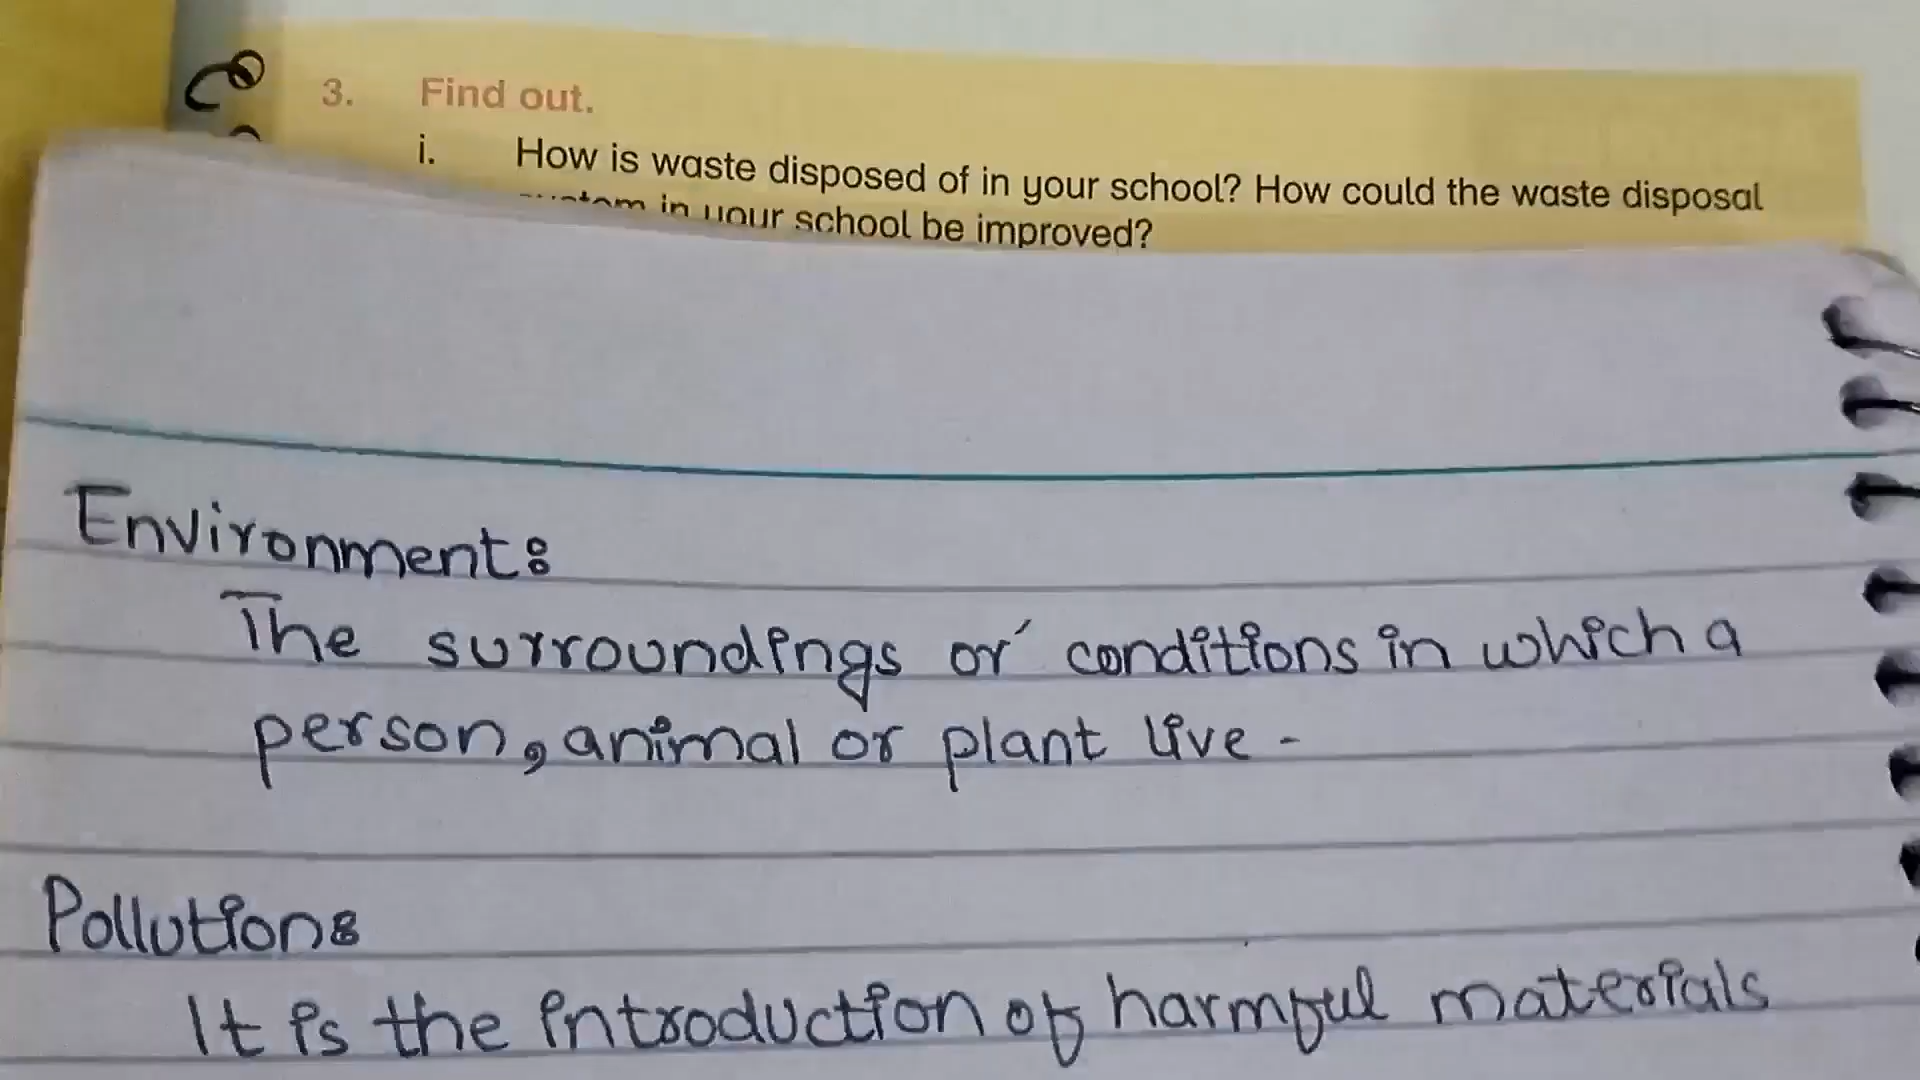 3. Find out.
i. How is waste disposed of in your school? How could the waste disposal
system in your school be improved?
Environment:
The surroundings or conditions in which a
person, animal or plant live -
Pollution:
It is the introduction of harmful materials